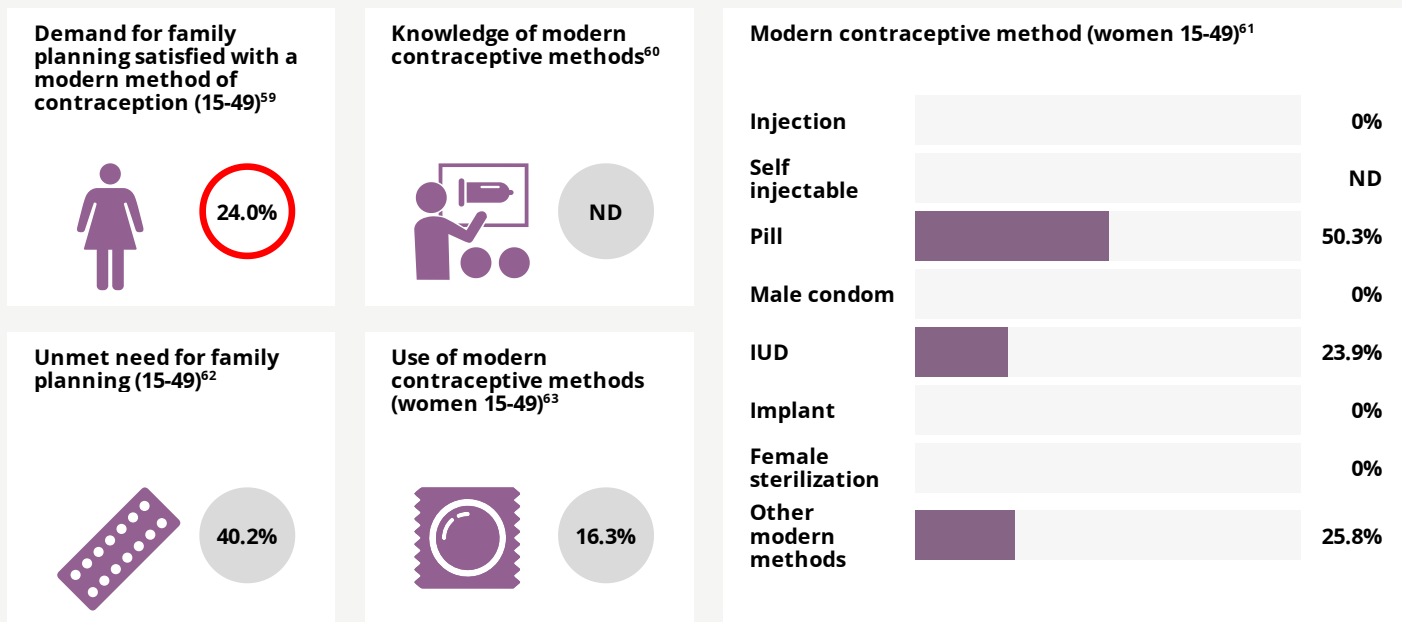 Demand for family
planning satisfied with a
modern method of
contraception (15-49)⁵⁹
24.0%
Knowledge of modern
contraceptive methods⁶⁰
ND
Unmet need for family
planning (15-49)⁶²
40.2%
Use of modern
contraceptive methods
(women 15-49)⁶³
16.3%
Modern contraceptive method (women 15-49)⁶¹
Injection 0%
Self
injectable ND
Pill 50.3%
Male condom 0%
IUD 23.9%
Implant 0%
Female
sterilization 0%
Other
modern
methods 25.8%